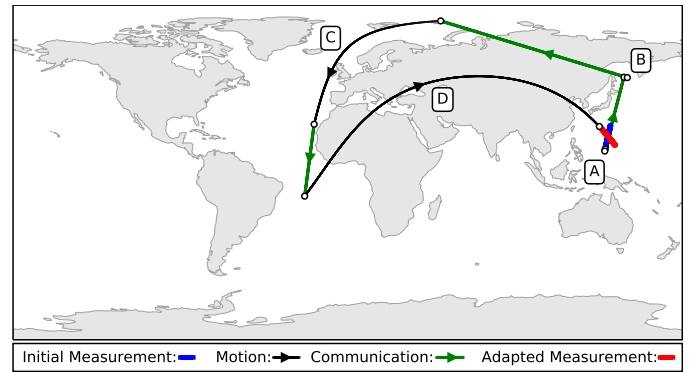 C
B
D
A
Initial Measurement: Motion: Communication: Adapted Measurement: